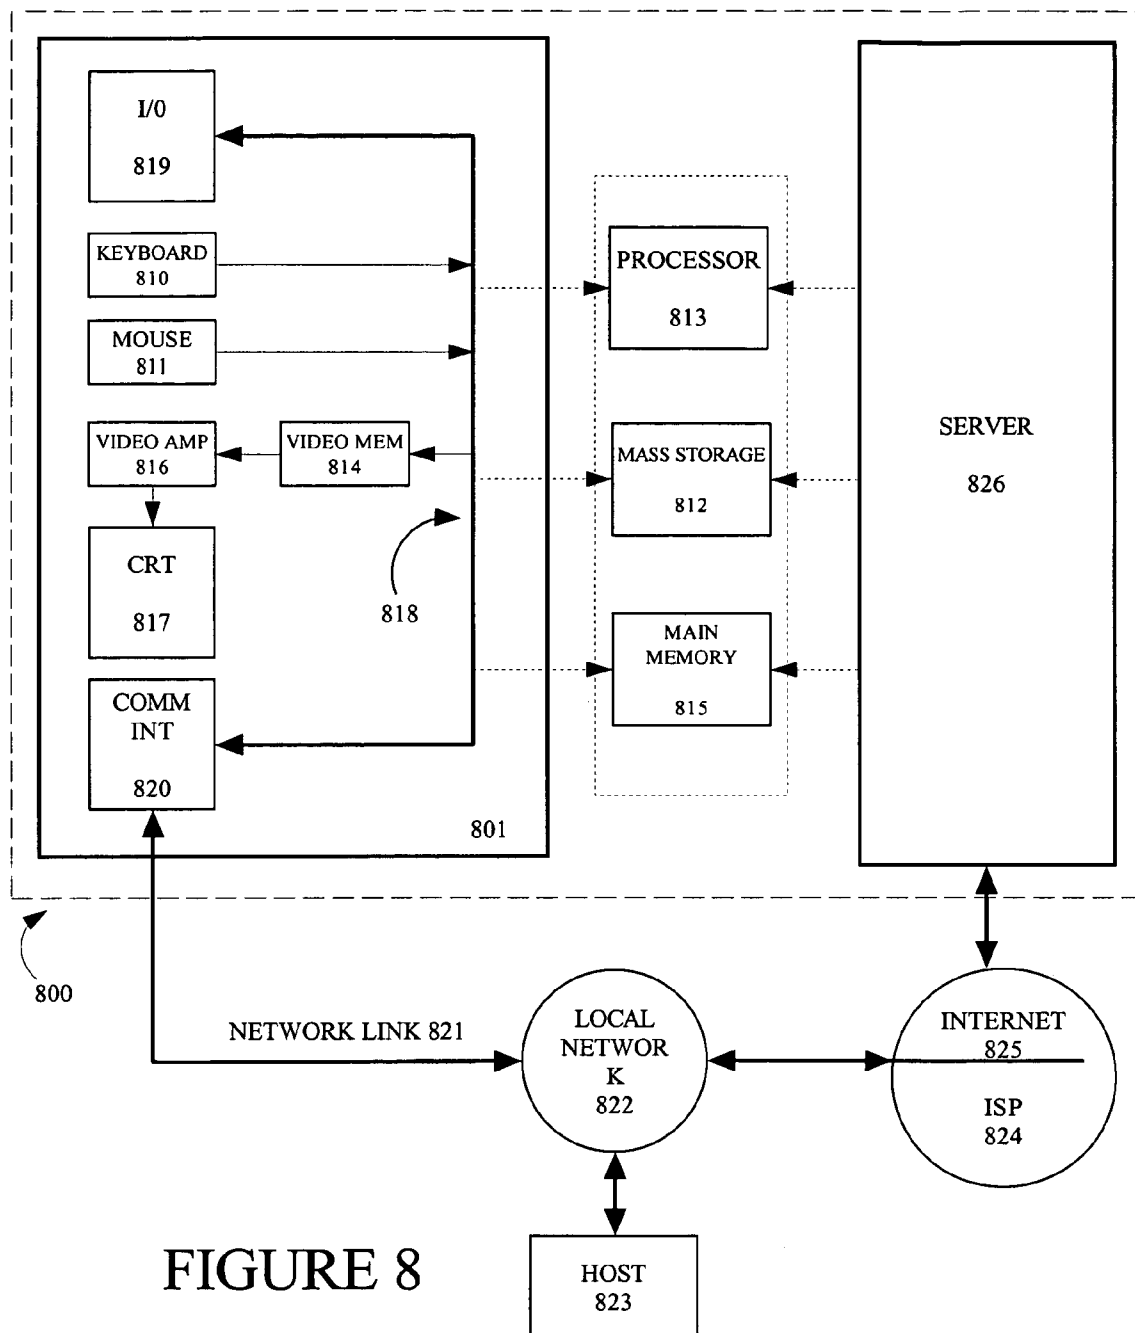 I/0
819
KEYBOARD
810
MOUSE
811
VIDEO AMP
816
VIDEO MEM
814
CRT
817
818
COMM
INT
820
801
PROCESSOR
813
MASS STORAGE
812
MAIN
MEMORY
815
SERVER
826
800
NETWORK LINK 821
LOCAL
NETWOR
K
822
INTERNET
825
ISP
824
HOST
823
FIGURE 8